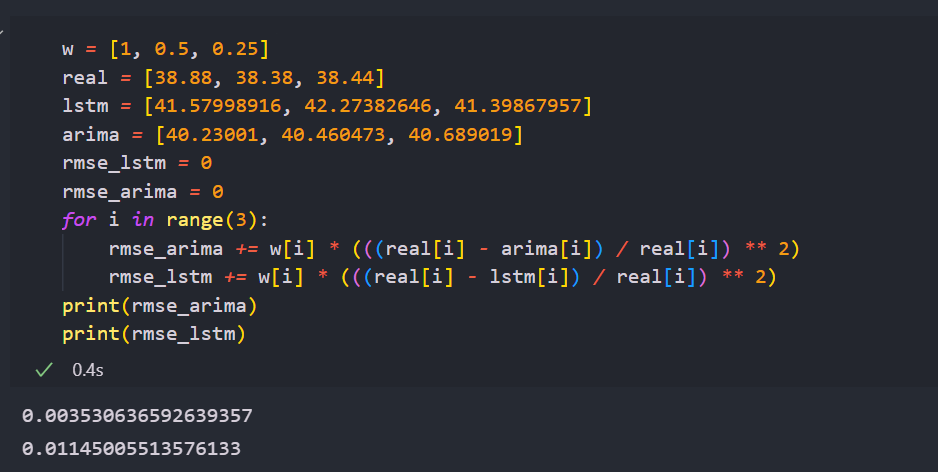 w = [1, 0.5, 0.25]
real = [38.88, 38.38, 38.44]
lstm = [41.57998916, 42.27382646, 41.39867957]
arima = [40.23001, 40.460473, 40.689019]
rmse_lstm = 0
rmse_arima = 0
for i in range(3):
    rmse_arima += w[i] * (((real[i] - arima[i]) / real[i]) ** 2)
    rmse_lstm += w[i] * (((real[i] - lstm[i]) / real[i]) ** 2)
print(rmse_arima)
print(rmse_lstm)
0.4s
0.003530636592639357
0.01145005513576133